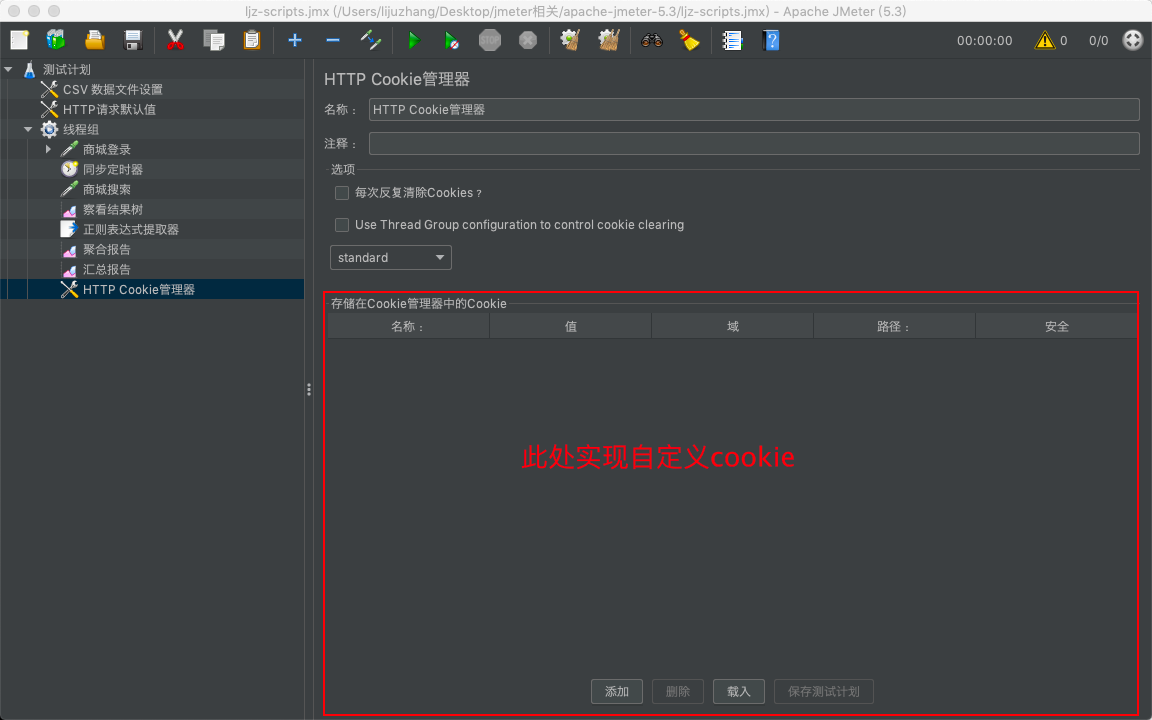 ljz-scripts.jmx (/Users/lijuzhang/Desktop/jmeter相关/apache-jmeter-5.3/ljz-scripts.jmx) - Apache JMeter (5.3)
STOP
?
00:00:00
0
0/0
测试计划
CSV 数据文件设置
HTTP请求默认值
线程组
商城登录
同步定时器
商城搜索
察看结果树
正则表达式提取器
聚合报告
汇总报告
HTTP Cookie管理器
HTTP Cookie管理器
名称： HTTP Cookie管理器
注释：
选项
每次反复清除Cookies ?
Use Thread Group configuration to control cookie clearing
standard
存储在Cookie管理器中的Cookie
名称： 值 域 路径： 安全
此处实现自定义cookie
添加 删除 载入 保存测试计划